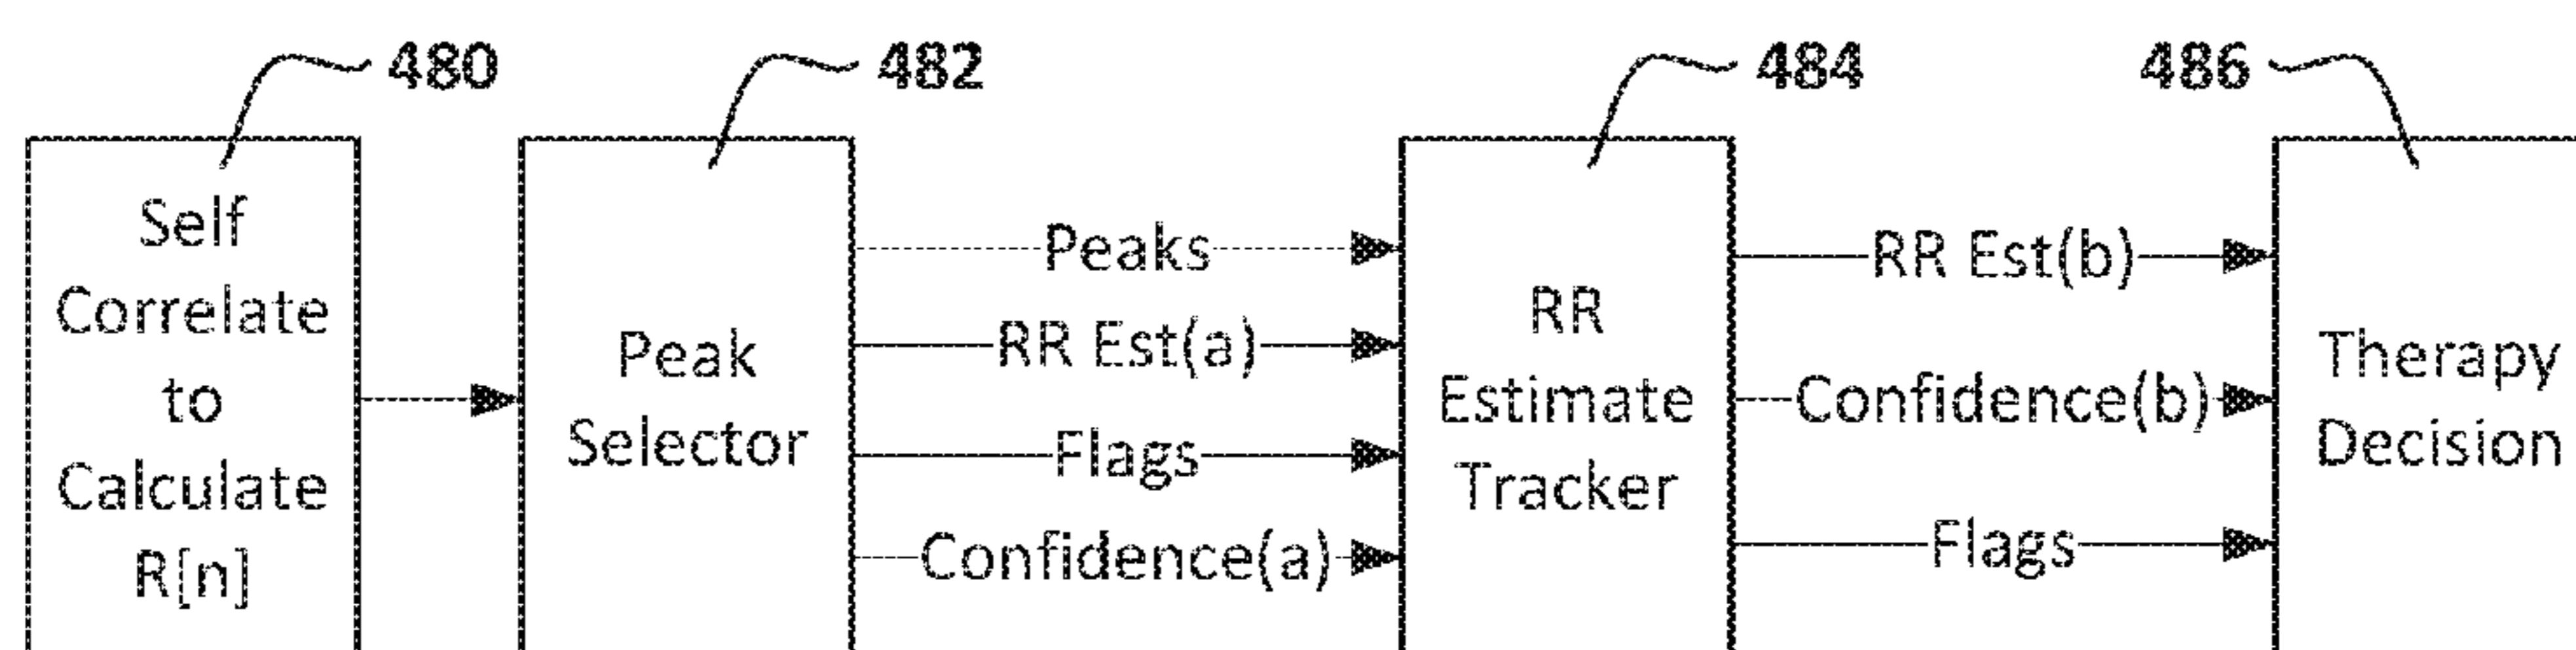 480
482
484
486
Self
Correlate
to
Calculate
R[n]
Peak
Selector
Peaks
RR Est(a)
Flags
Confidence(a)
RR
Estimate
Tracker
RR Est(b)
Confidence(b)
Flags
Therapy
Decision